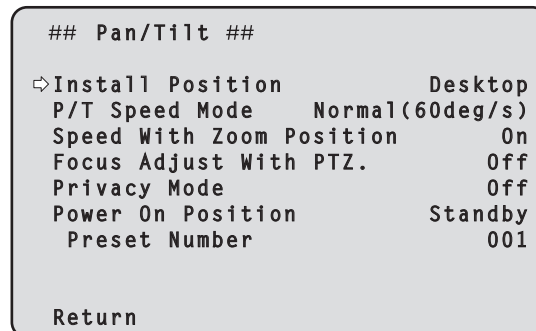 ## Pan/Tilt ##
⇨Install Position Desktop
P/T Speed Mode Normal(60deg/s)
Speed With Zoom Position On
Focus Adjust With PTZ. Off
Privacy Mode Off
Power On Position Standby
Preset Number 001
Return